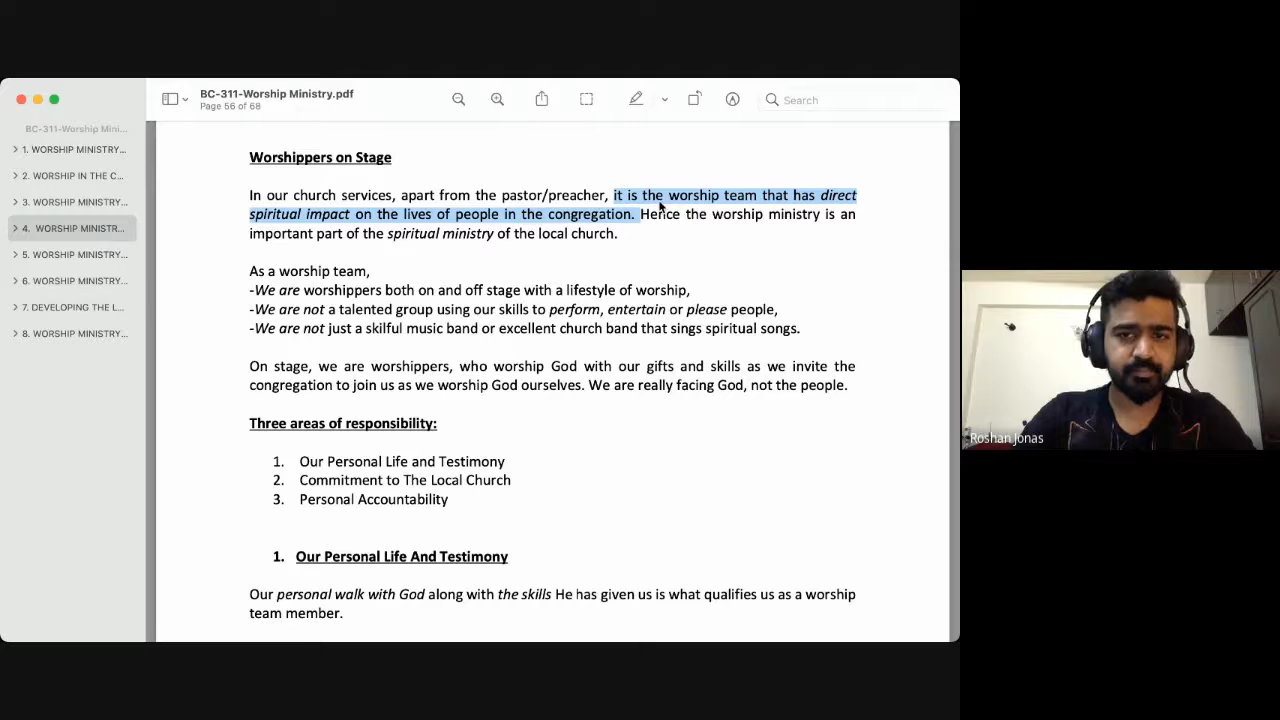 BC-311-Worship Ministry.pdf
Page 56 of 68
Search
BC-311-Worship Mini...
1. WORSHIP MINISTRY...
2. WORSHIP IN THE C...
3. WORSHIP MINISTRY...
4. WORSHIP MINISTR...
5. WORSHIP MINISTRY...
6. WORSHIP MINISTRY...
7. DEVELOPING THE L...
8. WORSHIP MINISTRY...
Worshippers on Stage
In our church services, apart from the pastor/preacher, it is the worship team that has direct
spiritual impact on the lives of people in the congregation. Hence the worship ministry is an
important part of the spiritual ministry of the local church.
As a worship team,
-We are worshippers both on and off stage with a lifestyle of worship,
-We are not a talented group using our skills to perform, entertain or please people,
-We are not just a skilful music band or excellent church band that sings spiritual songs.
On stage, we are worshippers, who worship God with our gifts and skills as we invite the
congregation to join us as we worship God ourselves. We are really facing God, not the people.
Three areas of responsibility:
1. Our Personal Life and Testimony
2. Commitment to The Local Church
3. Personal Accountability
1. Our Personal Life And Testimony
Our personal walk with God along with the skills He has given us is what qualifies us as a worship
team member.
Roshan Jonas